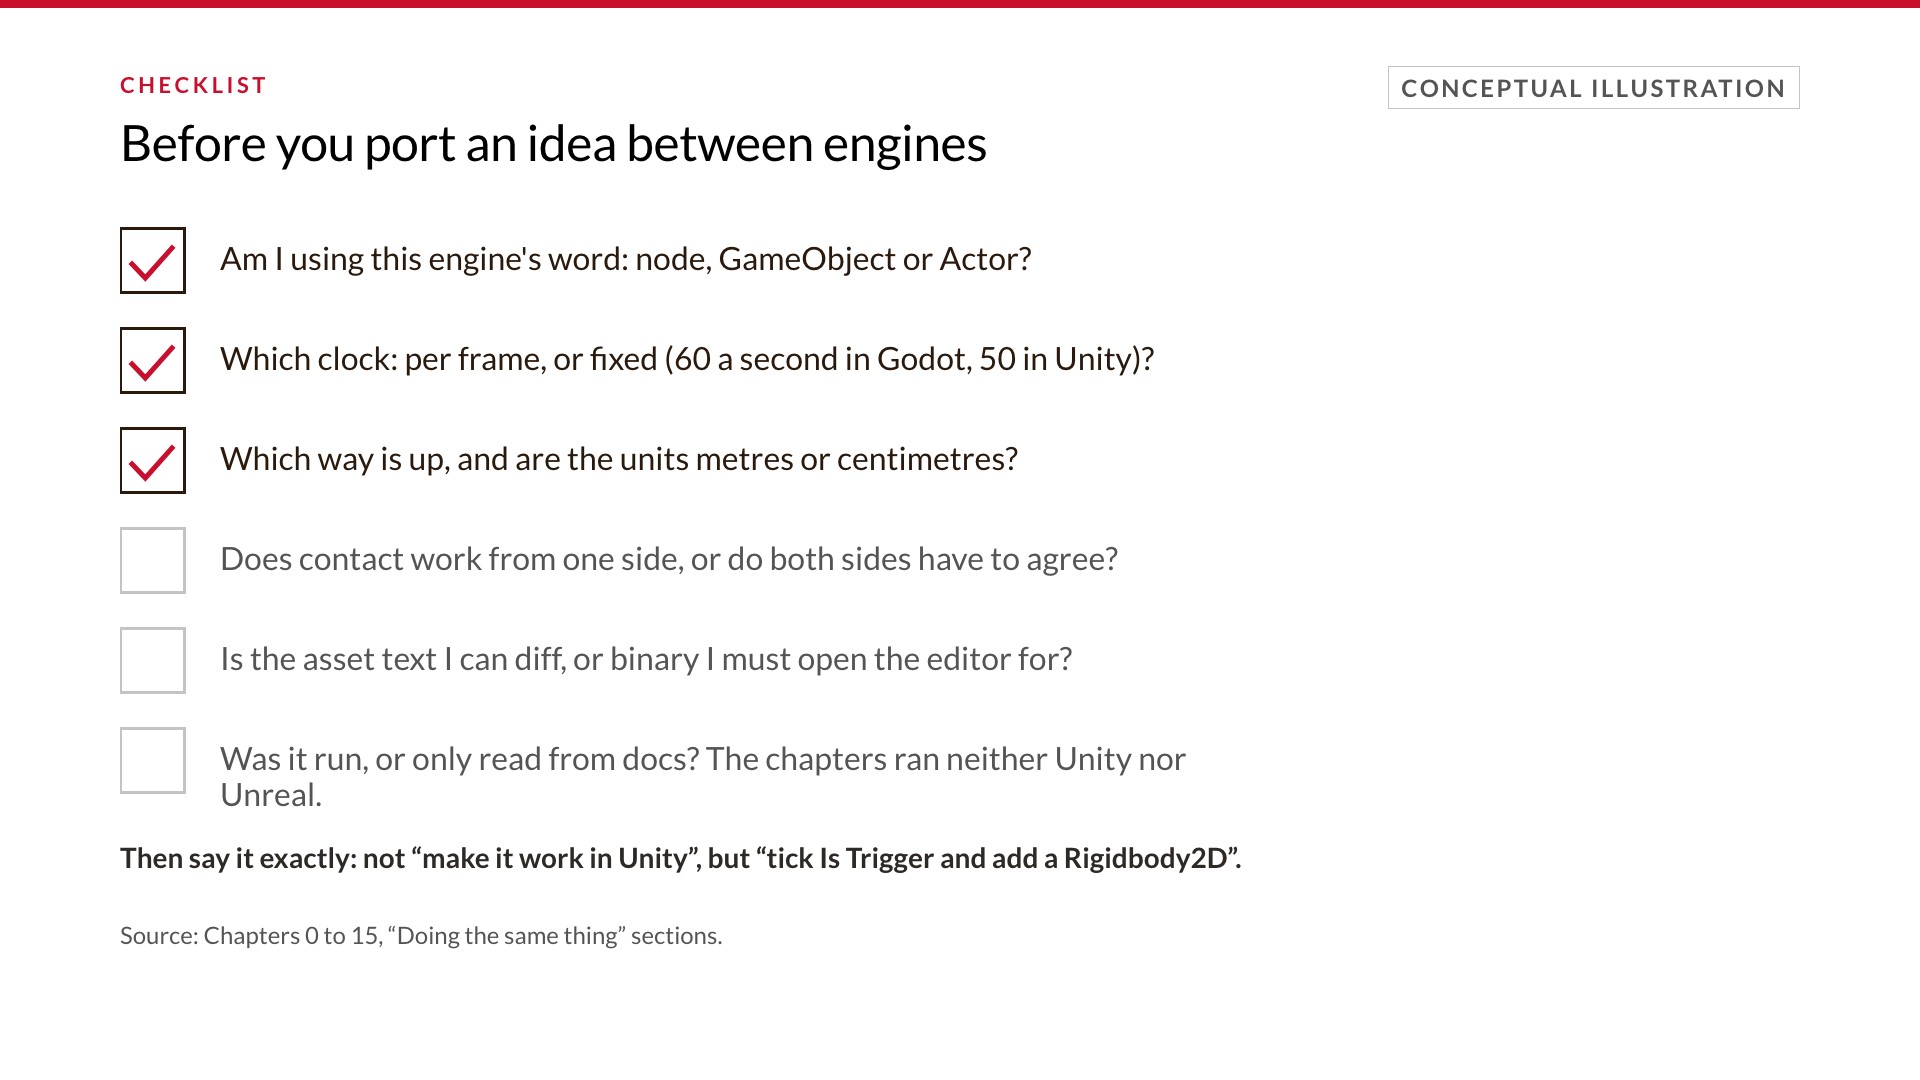 CHECKLIST
CONCEPTUAL ILLUSTRATION
Before you port an idea between engines
Am I using this engine's word: node, GameObject or Actor?
Which clock: per frame, or fixed (60 a second in Godot, 50 in Unity)?
Which way is up, and are the units metres or centimetres?
Does contact work from one side, or do both sides have to agree?
Is the asset text I can diff, or binary I must open the editor for?
Was it run, or only read from docs? The chapters ran neither Unity nor
Unreal.
Then say it exactly: not “make it work in Unity”, but “tick Is Trigger and add a Rigidbody2D”.
Source: Chapters 0 to 15, “Doing the same thing” sections.